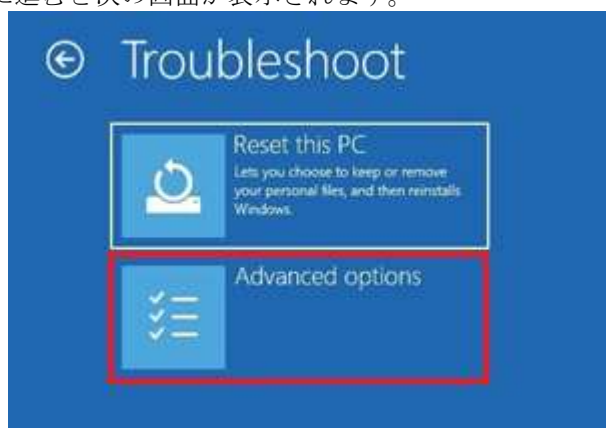 に進むと次の画面が表示されます。
Troubleshoot
Reset this PC
Lets you choose to keep or remove
your personal files, and then reinstalls
Windows.
Advanced options